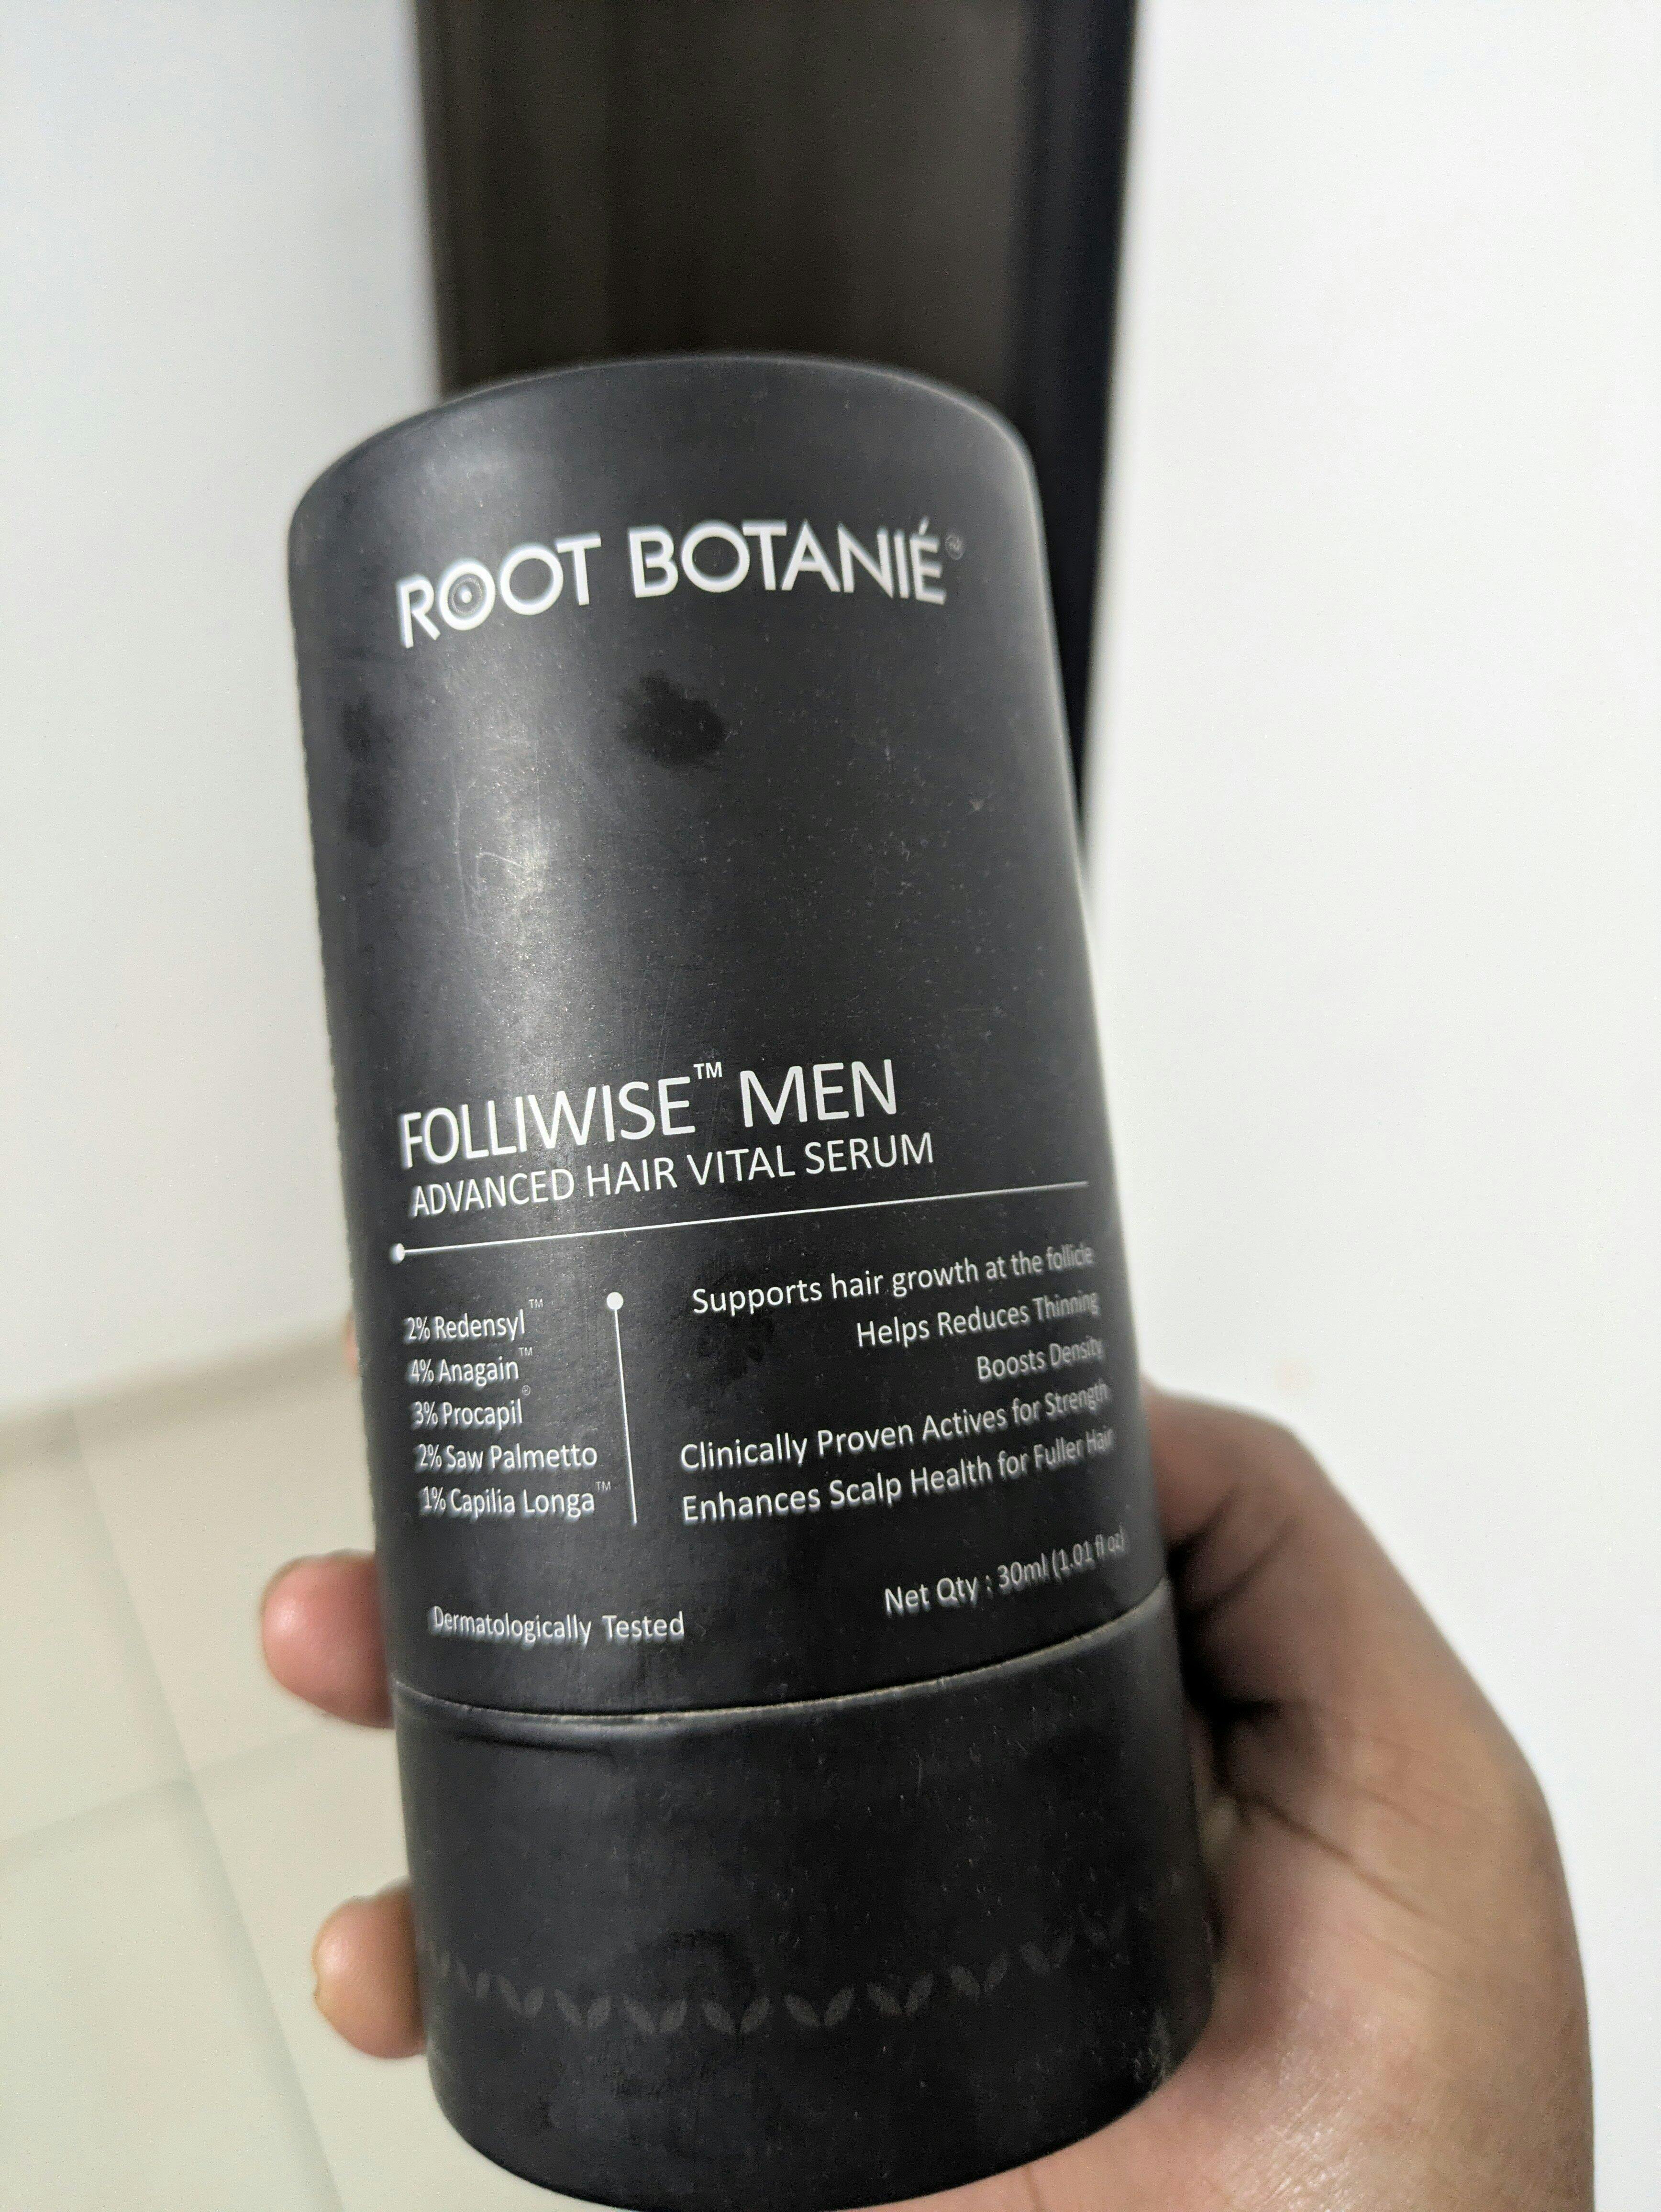 ROOT BOTANIÉ®
FOLLIWISE™ MEN
ADVANCED HAIR VITAL SERUM
2% Redensyl™
4% Anagain™
3% Procapil®
2% Saw Palmetto
1% Capilia Longa™
Supports hair growth at the follicle
Helps Reduces Thinning
Boosts Density
Clinically Proven Actives for Strength
Enhances Scalp Health for Fuller Hair
Dermatologically Tested
Net Qty : 30ml (1.01 fl oz)